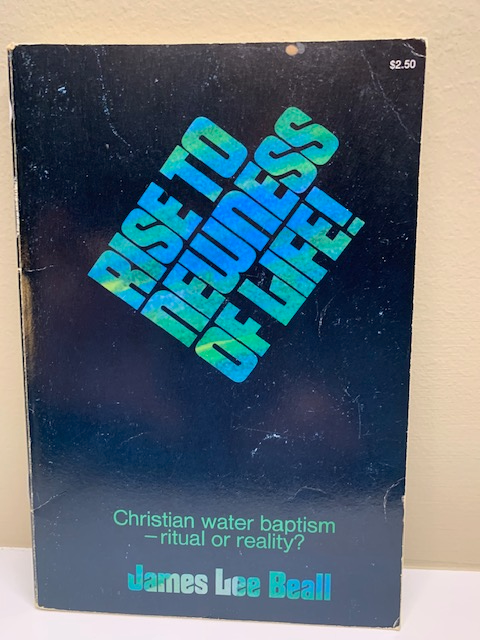 $2.50
RISE TO
NEWNESS
OF LIFE!
Christian water baptism
–ritual or reality?
James Lee Beall